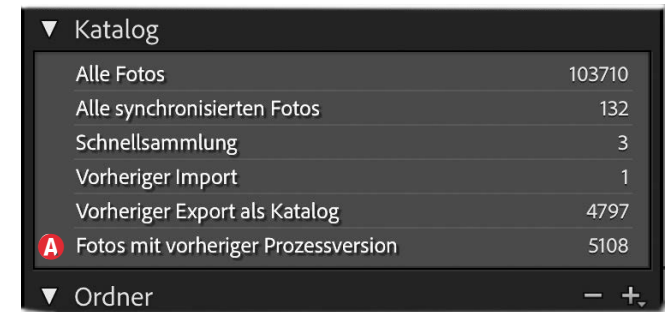 ▼ Katalog
Alle Fotos 103710
Alle synchronisierten Fotos 132
Schnellsammlung 3
Vorheriger Import 1
Vorheriger Export als Katalog 4797
A Fotos mit vorheriger Prozessversion 5108
▼ Ordner − +